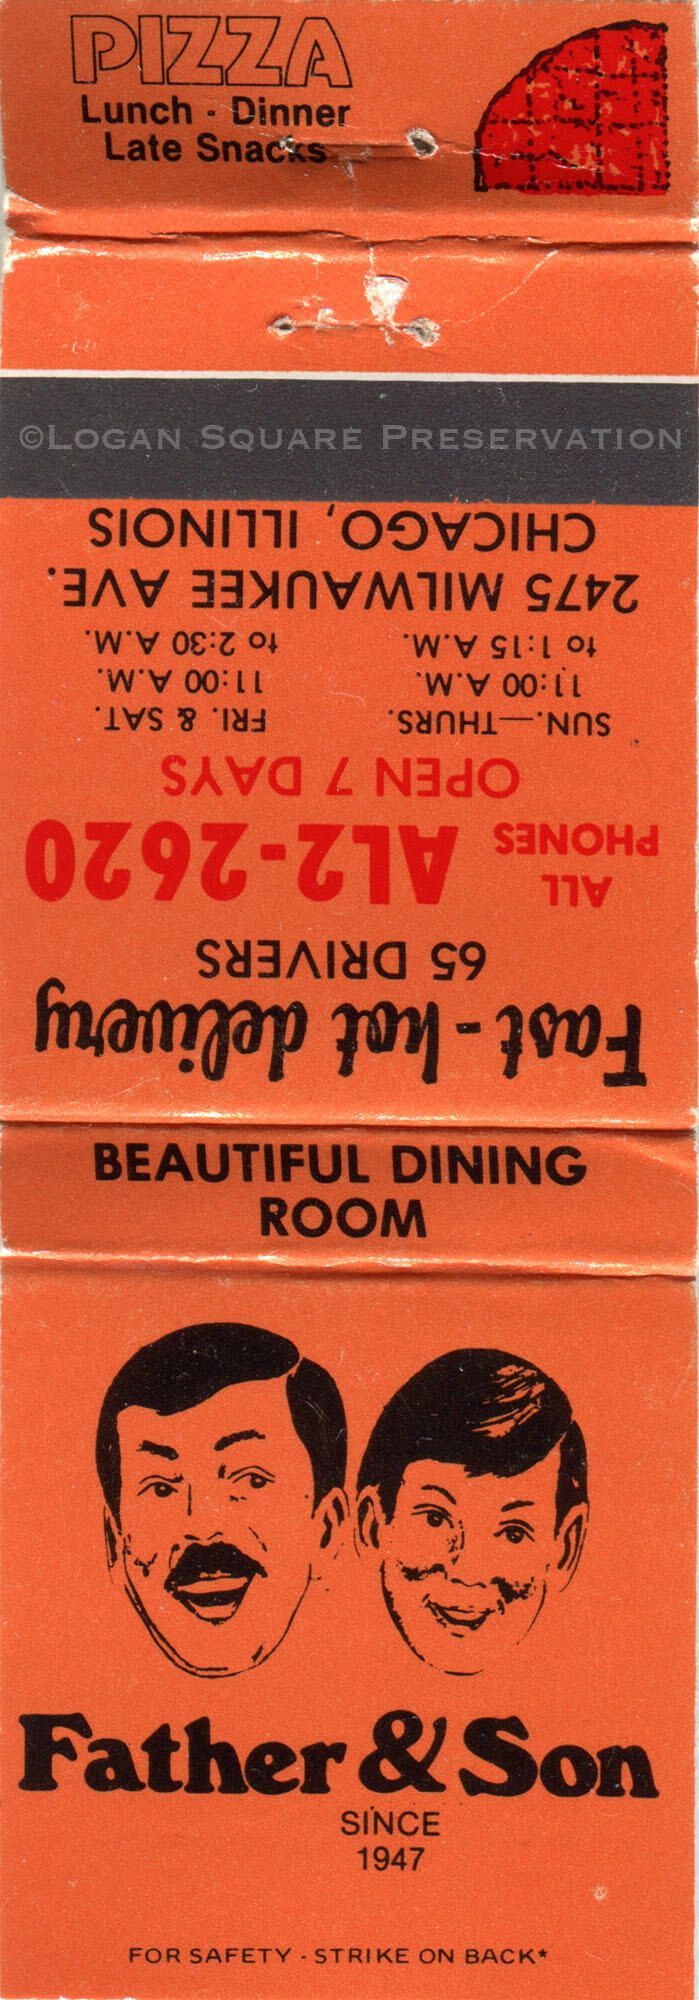 PIZZA
Lunch - Dinner
Late Snacks
©LOGAN SQUARE PRESERVATION
Fast - hot delivery
65 DRIVERS
ALL PHONES AL2-2620
OPEN 7 DAYS
SUN.—THURS. FRI. & SAT.
11:00 A.M. 11:00 A.M.
to 1:15 A.M. to 2:30 A.M.
2475 MILWAUKEE AVE.
CHICAGO, ILLINOIS
BEAUTIFUL DINING
ROOM
Father & Son
SINCE
1947
FOR SAFETY - STRIKE ON BACK*